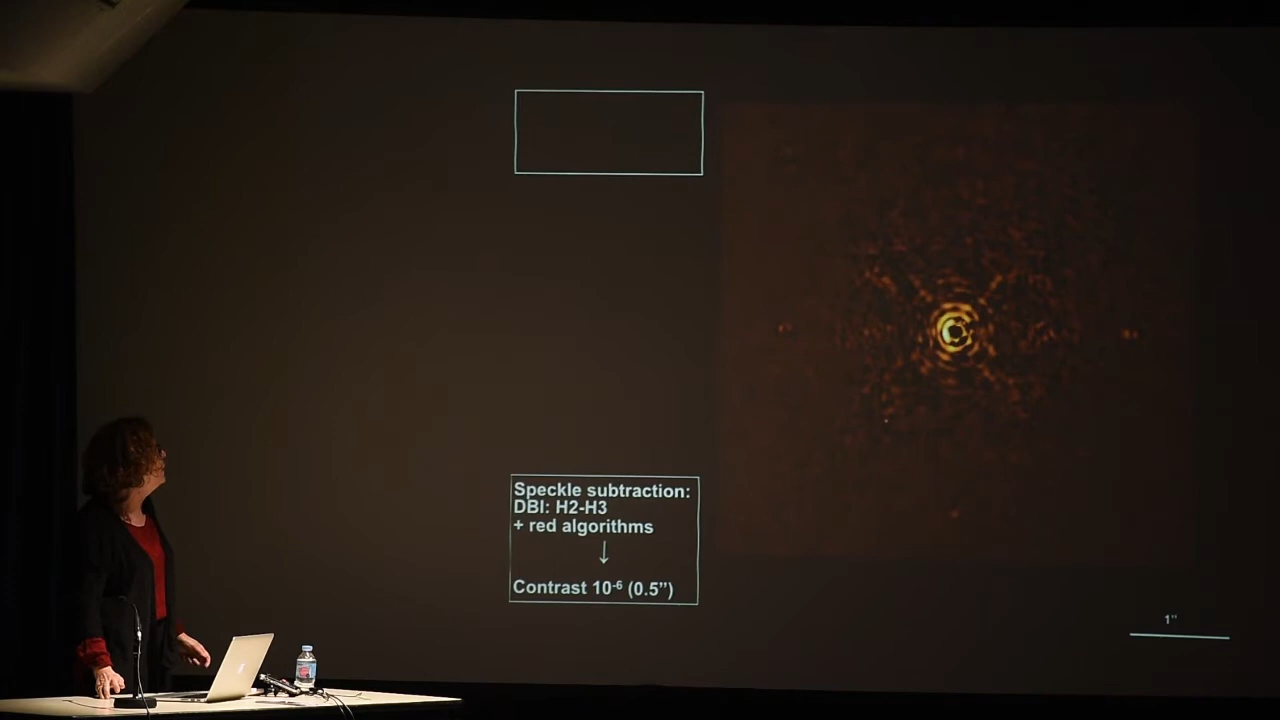 Speckle subtraction:
DBI: H2-H3
+ red algorithms
↓
Contrast 10⁻⁶ (0.5”)
1"